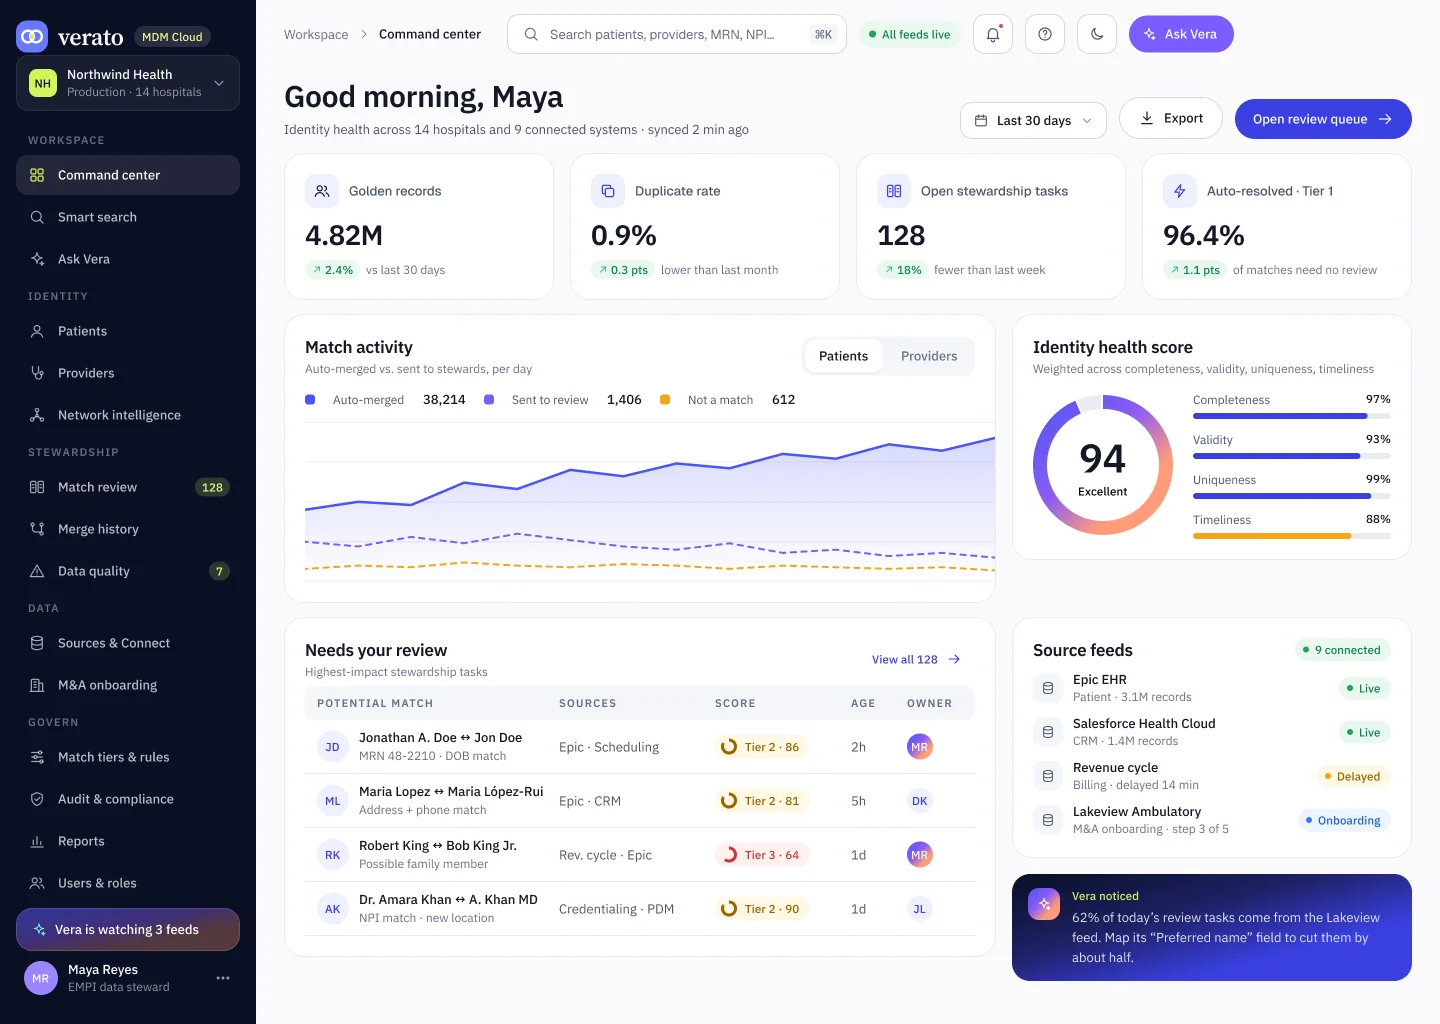 verato MDM Cloud
NH Northwind Health
Production · 14 hospitals
WORKSPACE
Command center
Smart search
Ask Vera
IDENTITY
Patients
Providers
Network intelligence
STEWARDSHIP
Match review 128
Merge history
Data quality 7
DATA
Sources & Connect
M&A onboarding
GOVERN
Match tiers & rules
Audit & compliance
Reports
Users & roles
Vera is watching 3 feeds
MR Maya Reyes
EMPI data steward
Workspace > Command center
Search patients, providers, MRN, NPI... ⌘K
All feeds live
Ask Vera
Good morning, Maya
Identity health across 14 hospitals and 9 connected systems · synced 2 min ago
Last 30 days
Export
Open review queue →
Golden records
4.82M
↗ 2.4% vs last 30 days
Duplicate rate
0.9%
↗ 0.3 pts lower than last month
Open stewardship tasks
128
↗ 18% fewer than last week
Auto-resolved · Tier 1
96.4%
↗ 1.1 pts of matches need no review
Match activity
Auto-merged vs. sent to stewards, per day
Patients Providers
Auto-merged 38,214 Sent to review 1,406 Not a match 612
Identity health score
Weighted across completeness, validity, uniqueness, timeliness
94
Excellent
Completeness 97%
Validity 93%
Uniqueness 99%
Timeliness 88%
Needs your review
Highest-impact stewardship tasks
View all 128 →
POTENTIAL MATCH SOURCES SCORE AGE OWNER
JD Jonathan A. Doe ↔ Jon Doe Epic · Scheduling Tier 2 · 86 2h MR
MRN 48-2210 · DOB match
ML Maria Lopez ↔ Maria López-Rui Epic · CRM Tier 2 · 81 5h DK
Address + phone match
RK Robert King ↔ Bob King Jr. Rev. cycle · Epic Tier 3 · 64 1d MR
Possible family member
AK Dr. Amara Khan ↔ A. Khan MD Credentialing · PDM Tier 2 · 90 1d JL
NPI match · new location
Source feeds 9 connected
Epic EHR Live
Patient · 3.1M records
Salesforce Health Cloud Live
CRM · 1.4M records
Revenue cycle Delayed
Billing · delayed 14 min
Lakeview Ambulatory Onboarding
M&A onboarding · step 3 of 5
Vera noticed
62% of today's review tasks come from the Lakeview
feed. Map its “Preferred name” field to cut them by
about half.